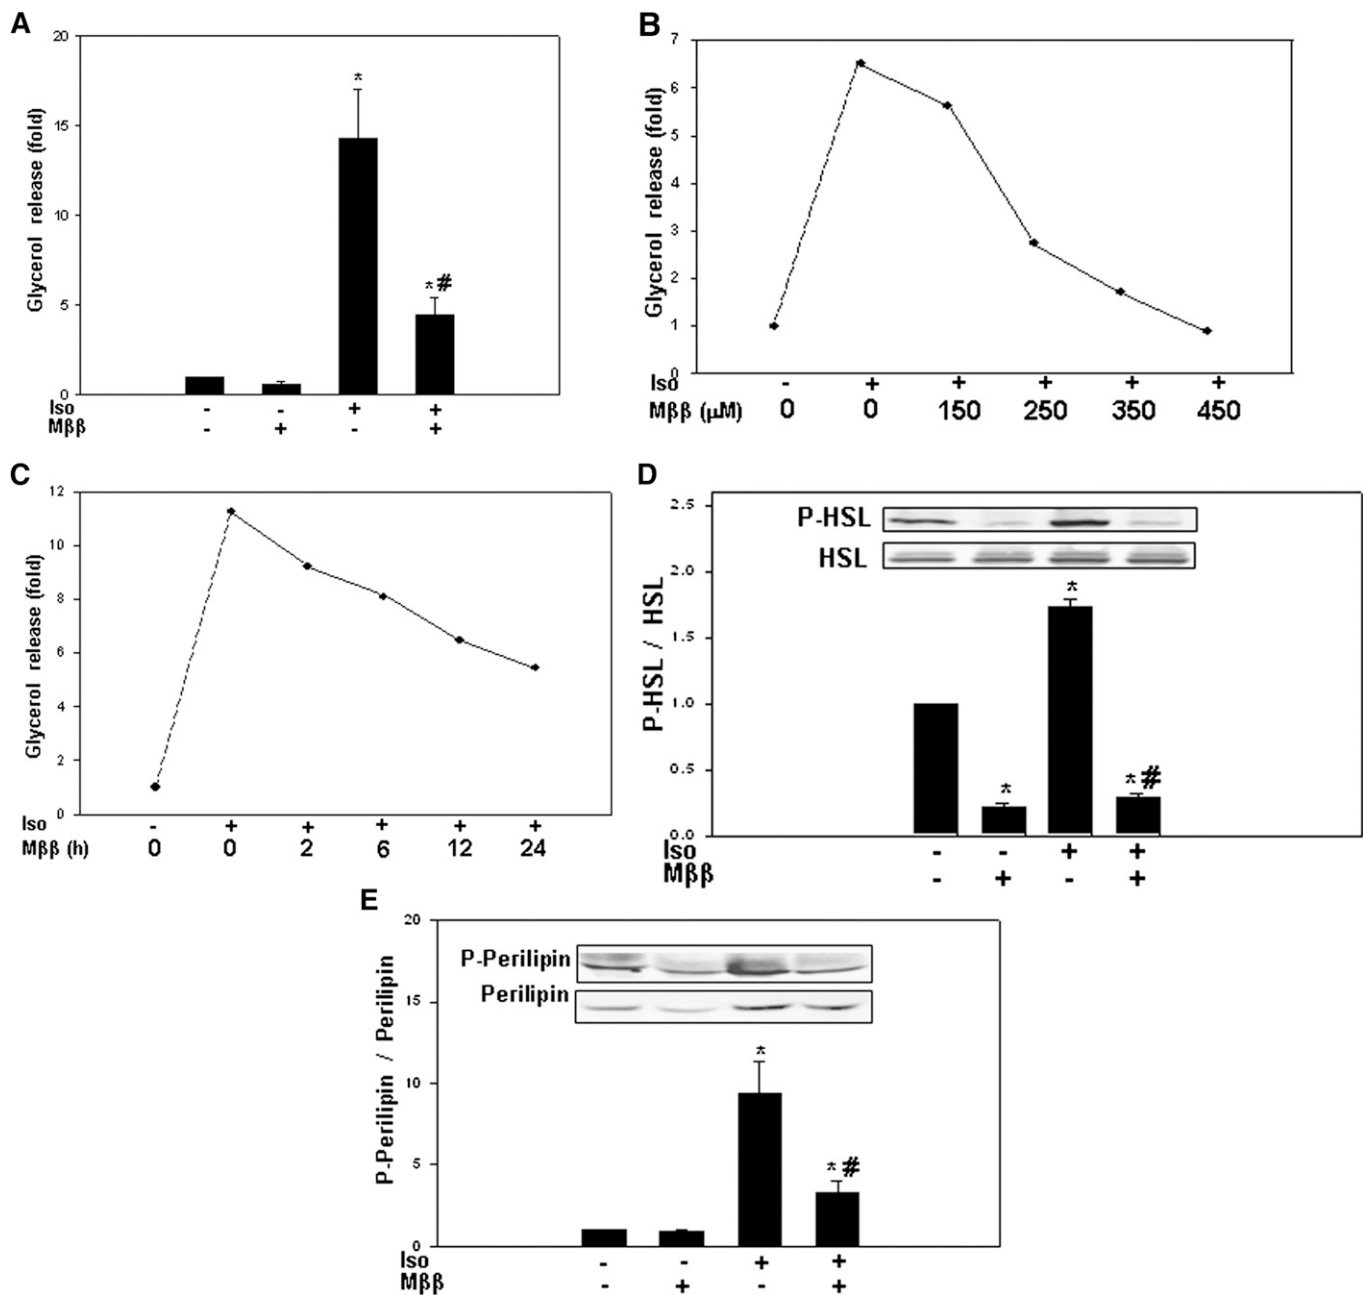 A
20
15
10
5
0
Glycerol release (fold)
*
*#
Iso - - + +
Mββ - + - +
B
7
6
5
4
3
2
1
0
Glycerol release (fold)
Iso - + + + + +
Mββ (μM) 0 0 150 250 350 450
C
12
10
8
6
4
2
0
Glycerol release (fold)
Iso - + + + + +
Mββ (h) 0 0 2 6 12 24
D
2.5
2.0
1.5
1.0
0.5
0.0
P-HSL / HSL
P-HSL
HSL
*
*
*#
Iso - - + +
Mββ - + - +
E
20
15
10
5
0
P-Perilipin / Perilipin
P-Perilipin
Perilipin
*
*#
Iso - - + +
Mββ - + - +